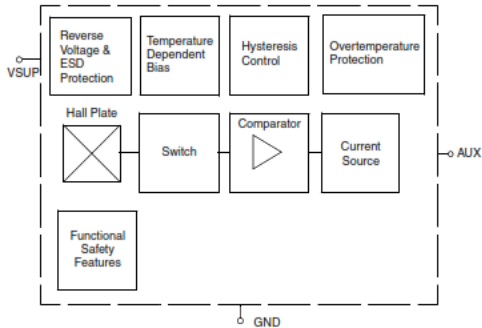 Reverse
Voltage &
ESD
Protection
Temperature
Dependent
Bias
Hysteresis
Control
Overtemperature
Protection
VSUP
Hall Plate
Switch
Comparator
Current
Source
AUX
Functional
Safety
Features
GND